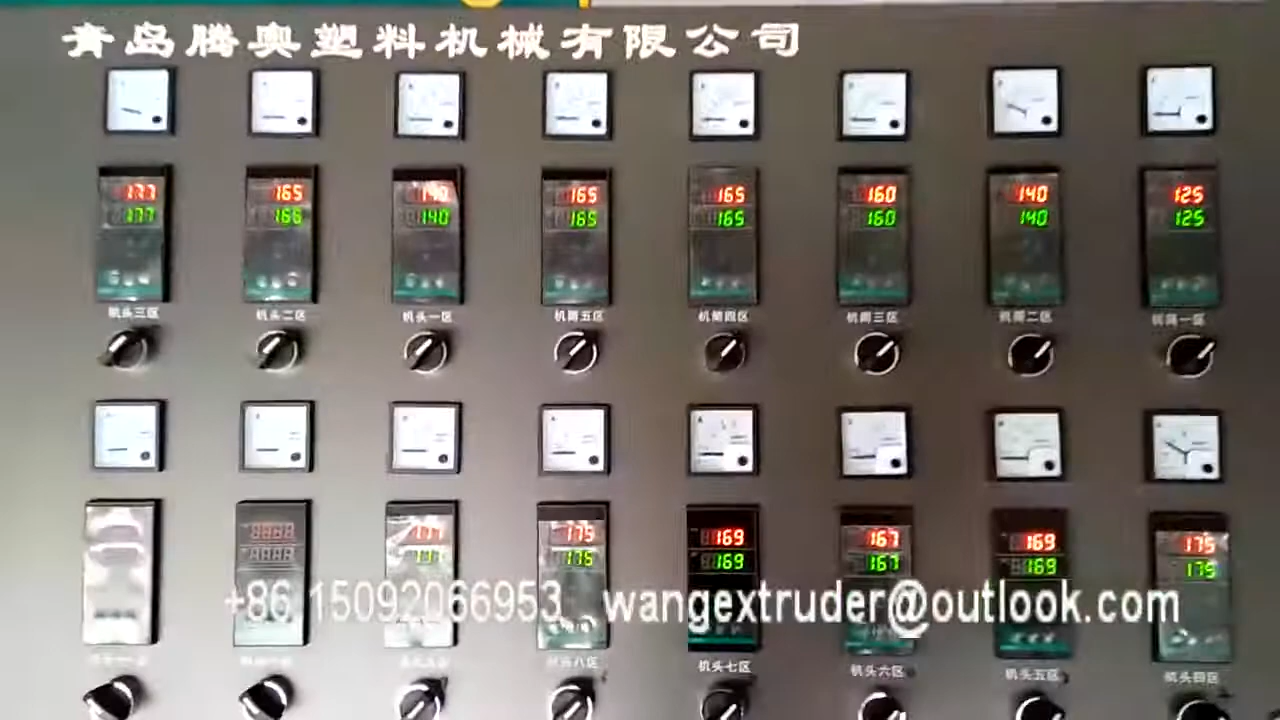 青岛腾奥塑料机械有限公司
177 165 140 165 165 160 140 125
177 166 140 165 165 160 140 125
机头三区 机头二区 机头一区 机筒五区 机筒四区 机筒三区 机筒二区 机筒一区
175 169 167 169 175
175 169 167 169 175
+86 15092066953 wangextruder@outlook.com
机头八区 机头七区 机头六区 机头五区 机头四区